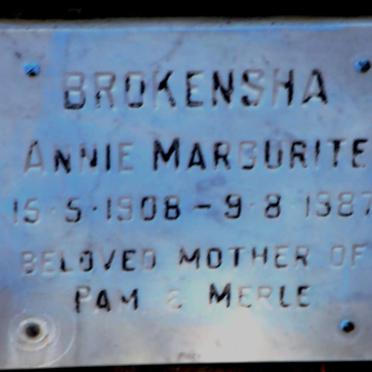 BROKENSHA
ANNIE MARGURITE
15·5·1908 – 9·8 1987
BELOVED MOTHER OF
PAM & MERLE